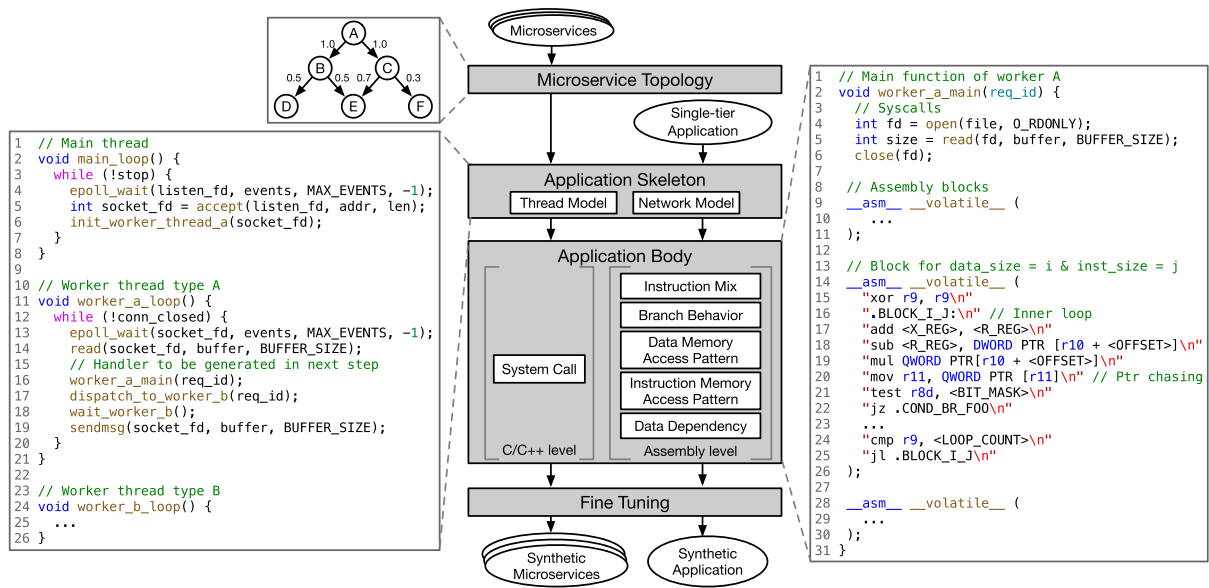 Microservices
A
1.0
1.0
B
C
0.5
0.5
0.7
0.3
D
E
F
Microservice Topology
Single-tier
Application
Application Skeleton
Thread Model
Network Model
Application Body
System Call
C/C++ level
Instruction Mix
Branch Behavior
Data Memory
Access Pattern
Instruction Memory
Access Pattern
Data Dependency
Assembly level
Fine Tuning
Synthetic
Microservices
Synthetic
Application
1 // Main thread
2 void main_loop() {
3   while (!stop) {
4     epoll_wait(listen_fd, events, MAX_EVENTS, -1);
5     int socket_fd = accept(listen_fd, addr, len);
6     init_worker_thread_a(socket_fd);
7   }
8 }
9
10 // Worker thread type A
11 void worker_a_loop() {
12   while (!conn_closed) {
13     epoll_wait(socket_fd, events, MAX_EVENTS, -1);
14     read(socket_fd, buffer, BUFFER_SIZE);
15     // Handler to be generated in next step
16     worker_a_main(req_id);
17     dispatch_to_worker_b(req_id);
18     wait_worker_b();
19     sendmsg(socket_fd, buffer, BUFFER_SIZE);
20   }
21 }
22
23 // Worker thread type B
24 void worker_b_loop() {
25   ...
26 }
1 // Main function of worker A
2 void worker_a_main(req_id) {
3   // Syscalls
4   int fd = open(file, O_RDONLY);
5   int size = read(fd, buffer, BUFFER_SIZE);
6   close(fd);
7
8  // Assembly blocks
9  __asm__ __volatile__ (
10    ...
11  );
12
13  // Block for data_size = i & inst_size = j
14  __asm__ __volatile__ (
15    "xor r9, r9\n"
16    ".BLOCK_I_J:\n" // Inner loop
17    "add <X_REG>, <R_REG>\n"
18    "sub <R_REG>, DWORD PTR [r10 + <OFFSET>]\n"
19    "mul QWORD PTR[r10 + <OFFSET>]\n"
20    "mov r11, QWORD PTR [r11]\n" // Ptr chasing
21    "test r8d, <BIT_MASK>\n"
22    "jz .COND_BR_FOO\n"
23    ...
24    "cmp r9, <LOOP_COUNT>\n"
25    "jl .BLOCK_I_J\n"
26  );
27
28  __asm__ __volatile__ (
29    ...
30  );
31 }